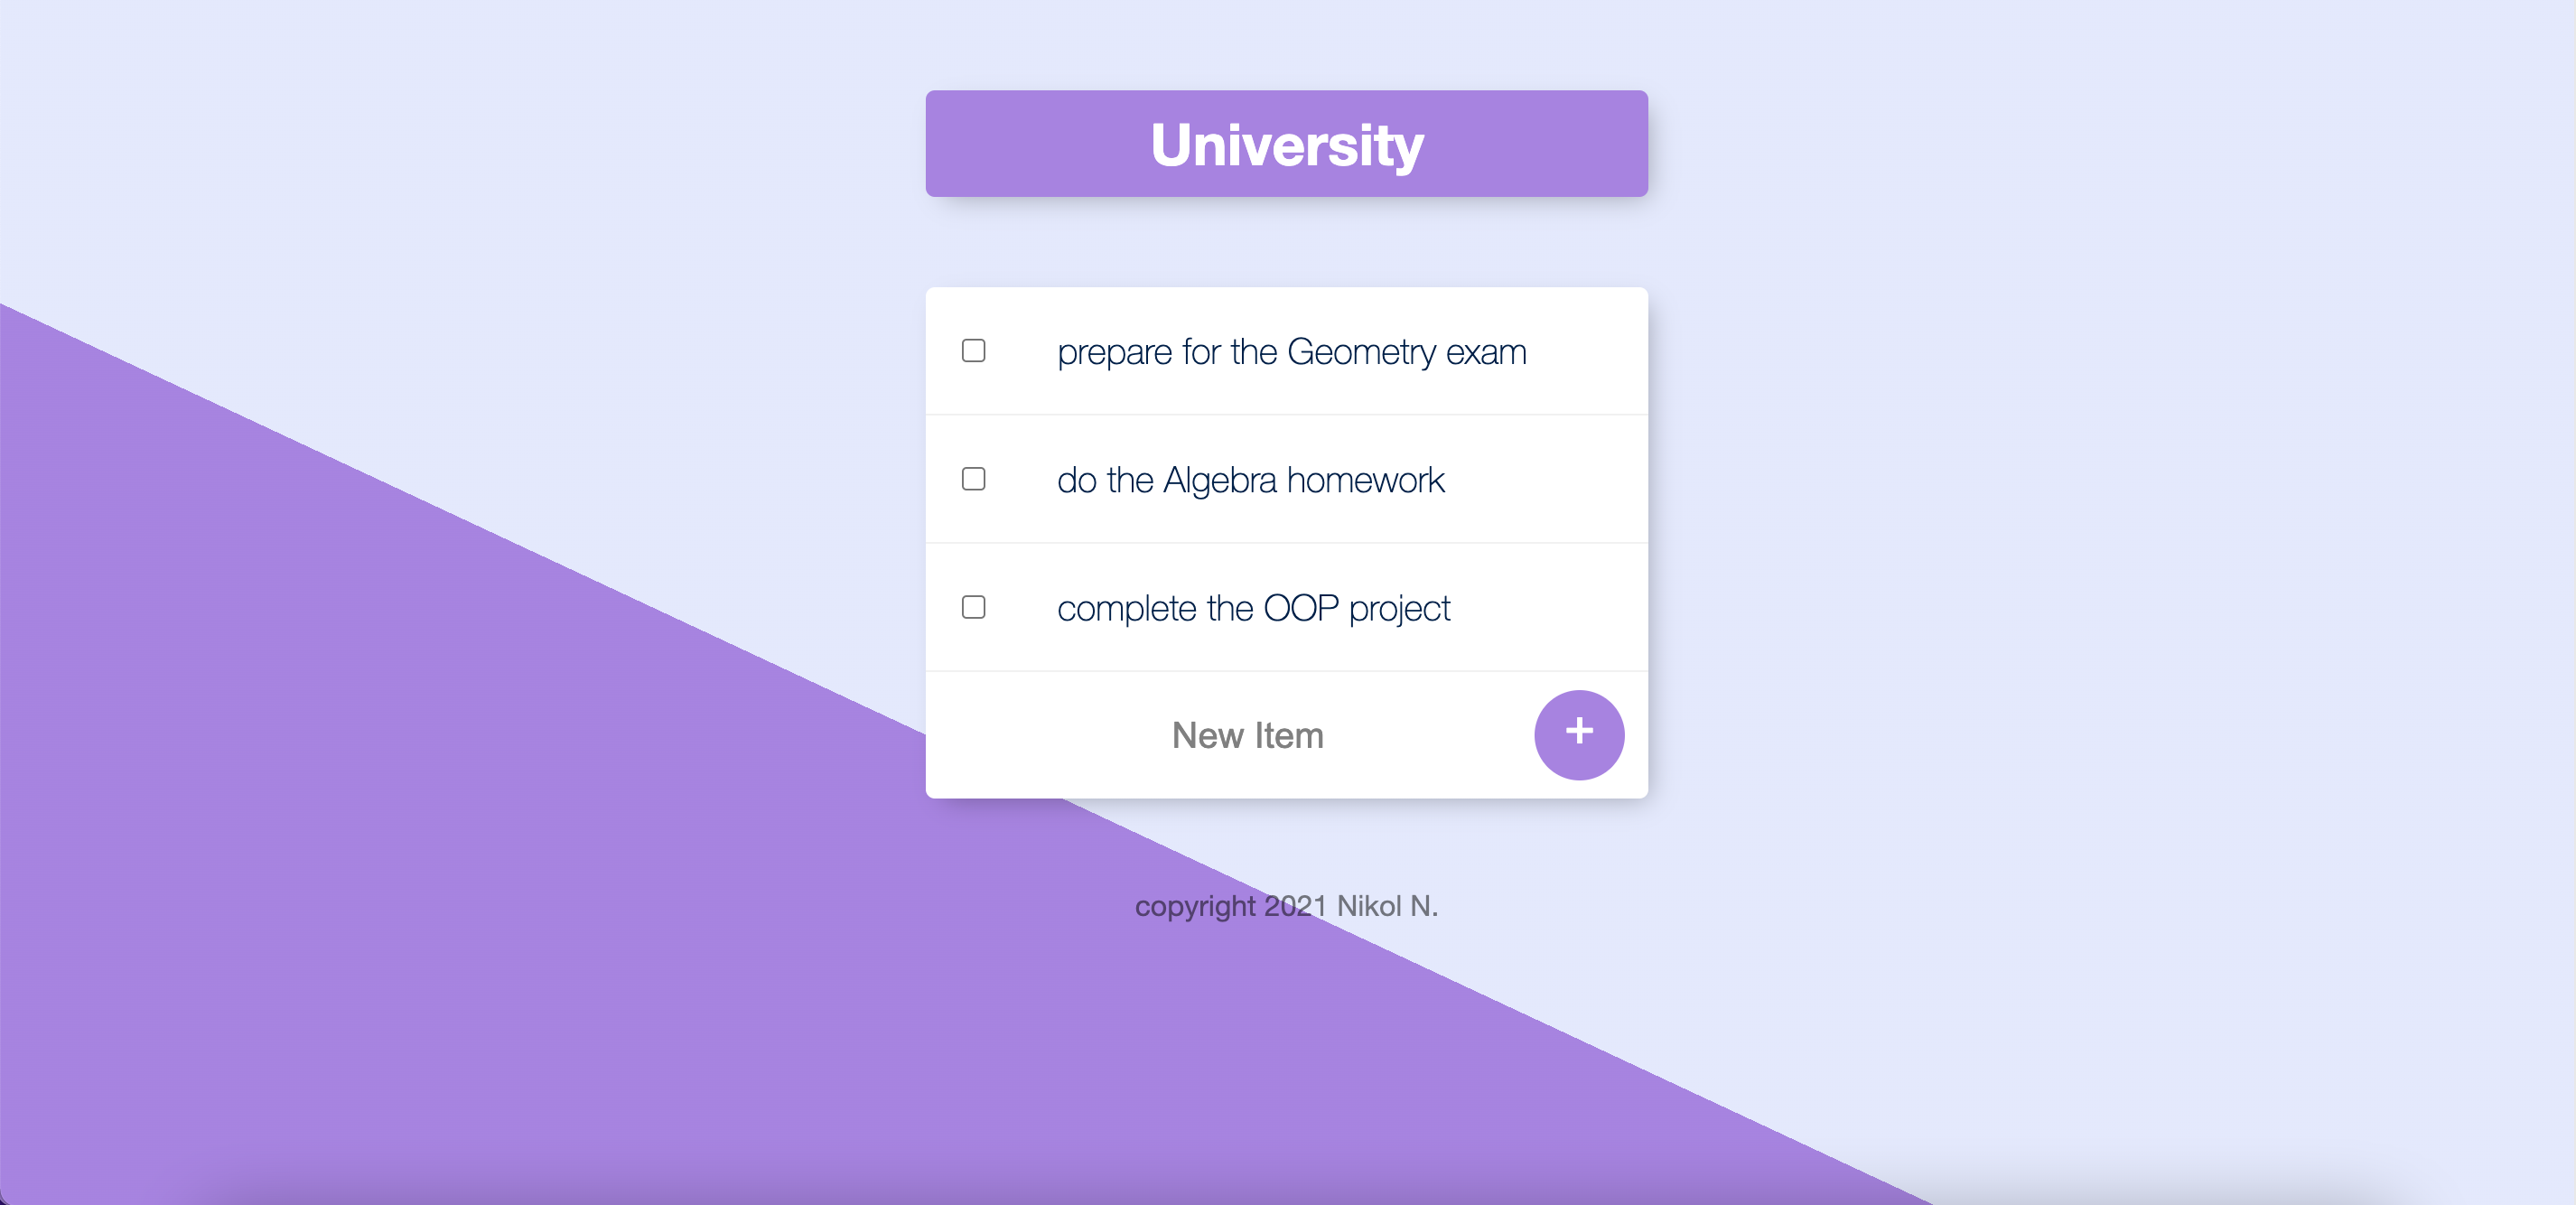 University
prepare for the Geometry exam
do the Algebra homework
complete the OOP project
New Item +
copyright 2021 Nikol N.